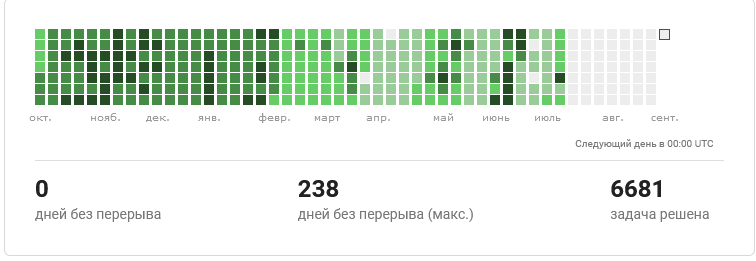 окт. нояб. дек. янв. февр. март апр. май июнь июль авг. сент.
Следующий день в 00:00 UTC
0 238 6681
дней без перерыва дней без перерыва (макс.) задача решена